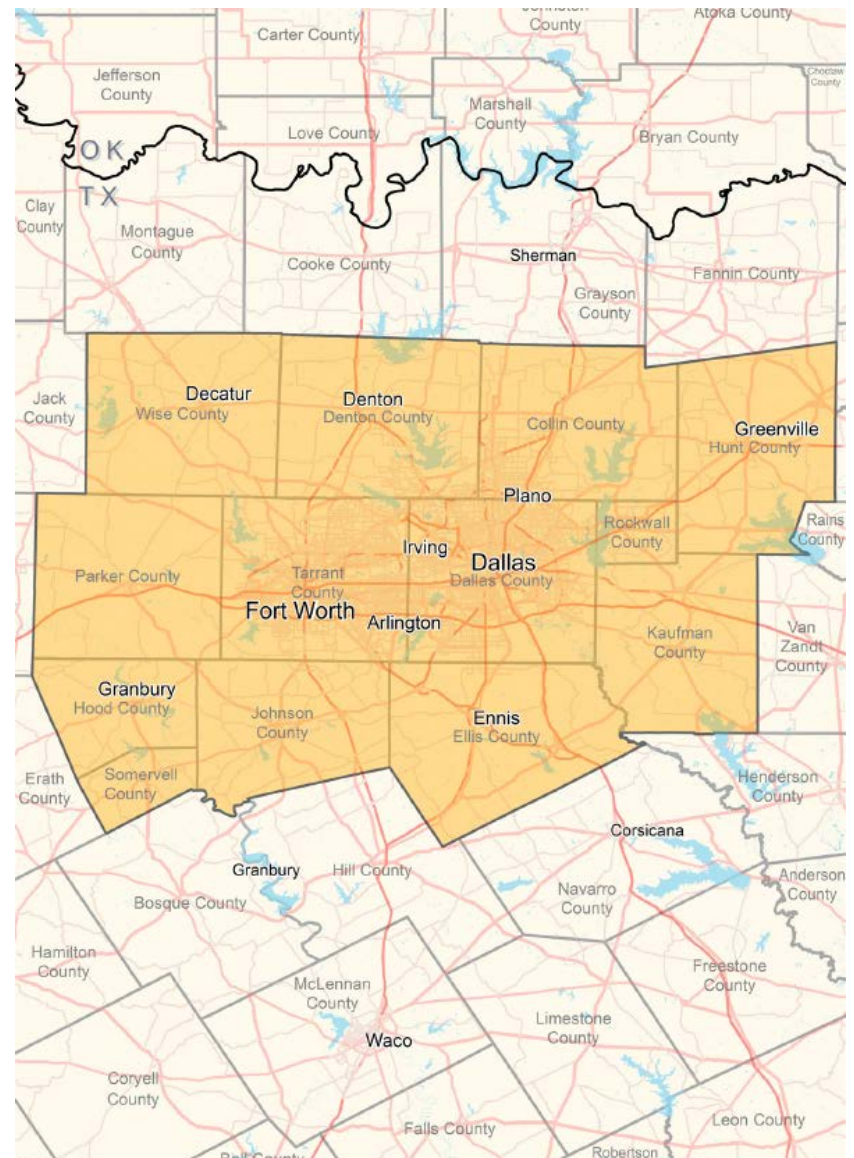 Johnston
County
Atoka County
Carter County
Jefferson
County
Choctaw
County
Marshall
County
Love County
Bryan County
OK
TX
Clay
County
Montague
County
Cooke County
Sherman
Fannin County
Grayson
County
Jack
County
Decatur
Wise County
Denton
Denton County
Collin County
Greenville
Hunt County
Plano
Rockwall
County
Rains
County
Irving
Dallas
Dallas County
Parker County
Tarrant
County
Fort Worth
Arlington
Kaufman
County
Van
Zandt
County
Granbury
Hood County
Johnson
County
Ennis
Ellis County
Erath
County
Somervell
County
Henderson
County
Corsicana
Granbury
Hill County
Anderson
County
Bosque County
Navarro
County
Hamilton
County
Freestone
County
McLennan
County
Limestone
County
Waco
Coryell
County
Falls County
Leon County
Bell County
Robertson